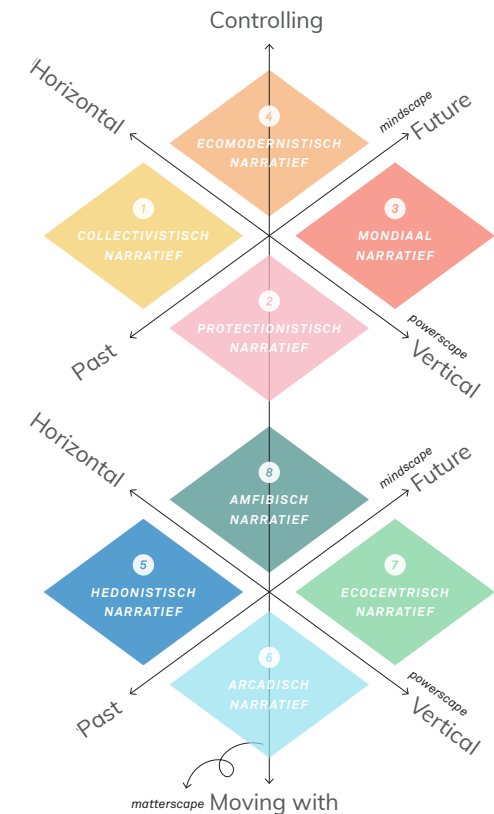 Controlling
Horizontal
mindscape
Future
4
ECOMODERNISTISCH
NARRATIEF
1
COLLECTIVISTISCH
NARRATIEF
3
MONDIAAL
NARRATIEF
2
PROTECTIONISTISCH
NARRATIEF
Past
powerscape
Vertical
Horizontal
mindscape
Future
8
AMFIBISCH
NARRATIEF
5
HEDONISTISCH
NARRATIEF
7
ECOCENTRISCH
NARRATIEF
6
ARCADISCH
NARRATIEF
Past
powerscape
Vertical
matterscape Moving with